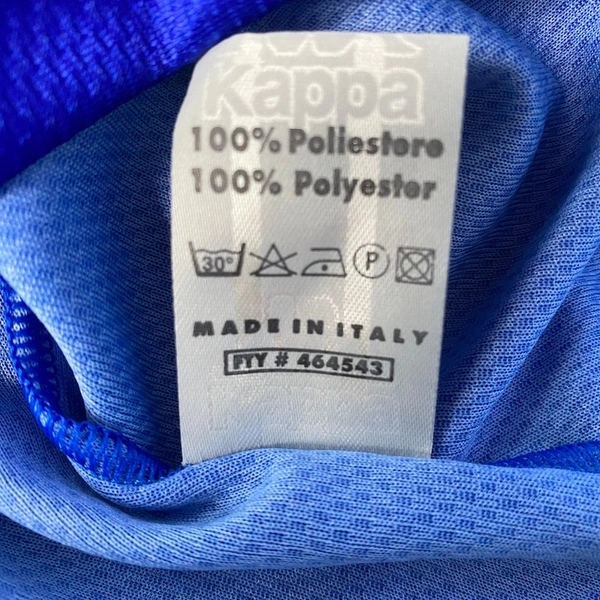 Kappa
100% Poliestere
100% Polyester
30° P
MADE IN ITALY
FTY # 464543
Kappa